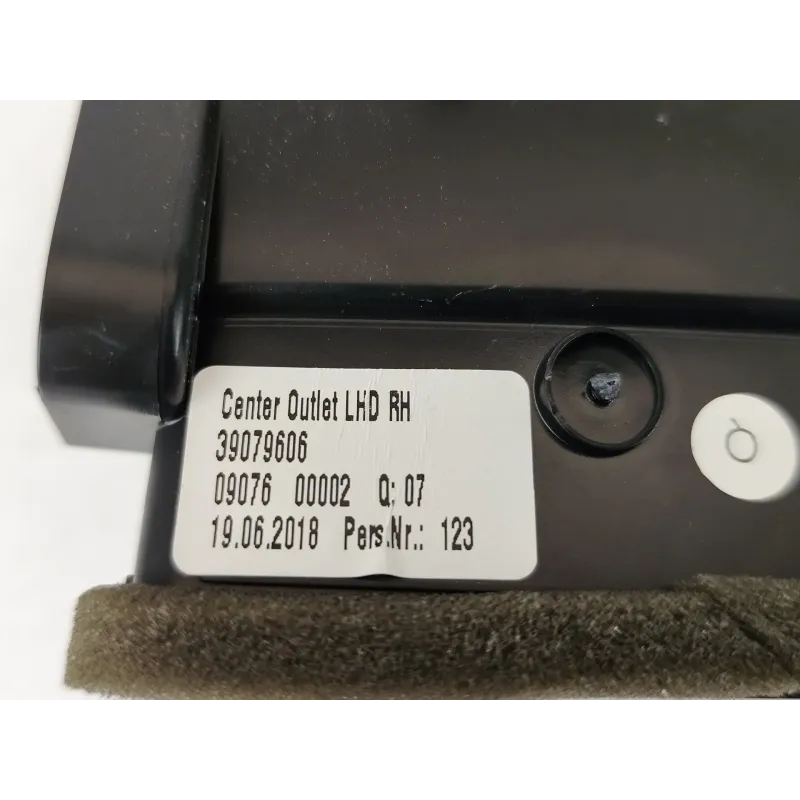 Center Outlet LHD RH
39079606
09076 00002 Q: 07
19.06.2018 Pers.Nr.: 123